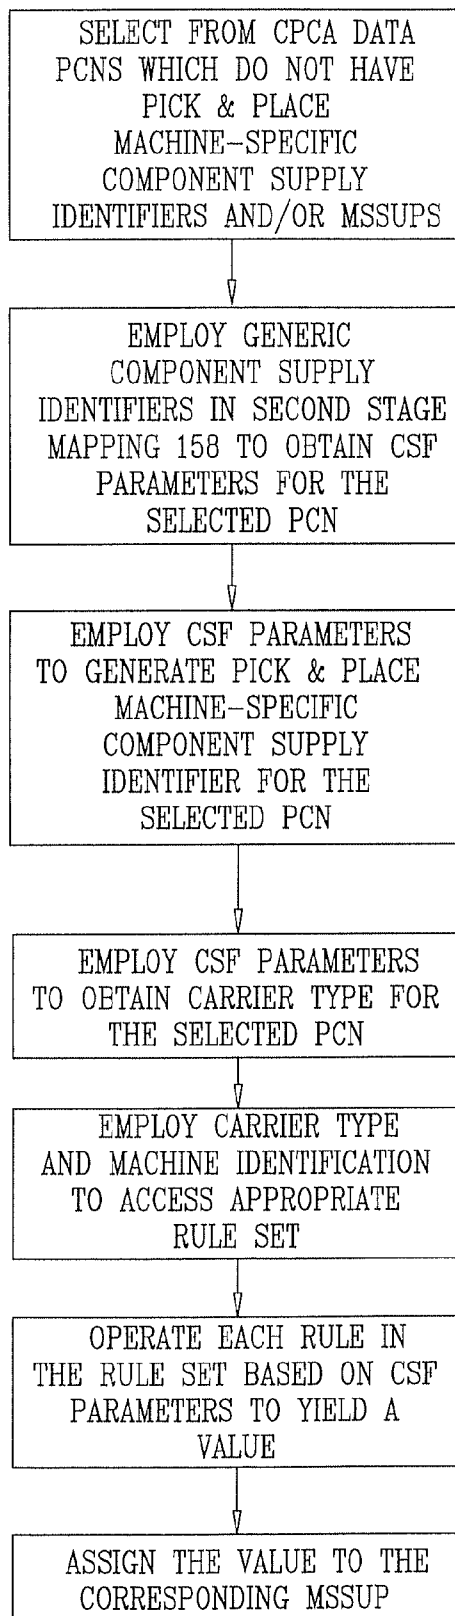 SELECT FROM CPCA DATA
PCNS WHICH DO NOT HAVE
PICK & PLACE
MACHINE-SPECIFIC
COMPONENT SUPPLY
IDENTIFIERS AND/OR MSSUPS
EMPLOY GENERIC
COMPONENT SUPPLY
IDENTIFIERS IN SECOND STAGE
MAPPING 158 TO OBTAIN CSF
PARAMETERS FOR THE
SELECTED PCN
EMPLOY CSF PARAMETERS
TO GENERATE PICK & PLACE
MACHINE-SPECIFIC
COMPONENT SUPPLY
IDENTIFIER FOR THE
SELECTED PCN
EMPLOY CSF PARAMETERS
TO OBTAIN CARRIER TYPE FOR
THE SELECTED PCN
EMPLOY CARRIER TYPE
AND MACHINE IDENTIFICATION
TO ACCESS APPROPRIATE
RULE SET
OPERATE EACH RULE IN
THE RULE SET BASED ON CSF
PARAMETERS TO YIELD A
VALUE
ASSIGN THE VALUE TO THE
CORRESPONDING MSSUP